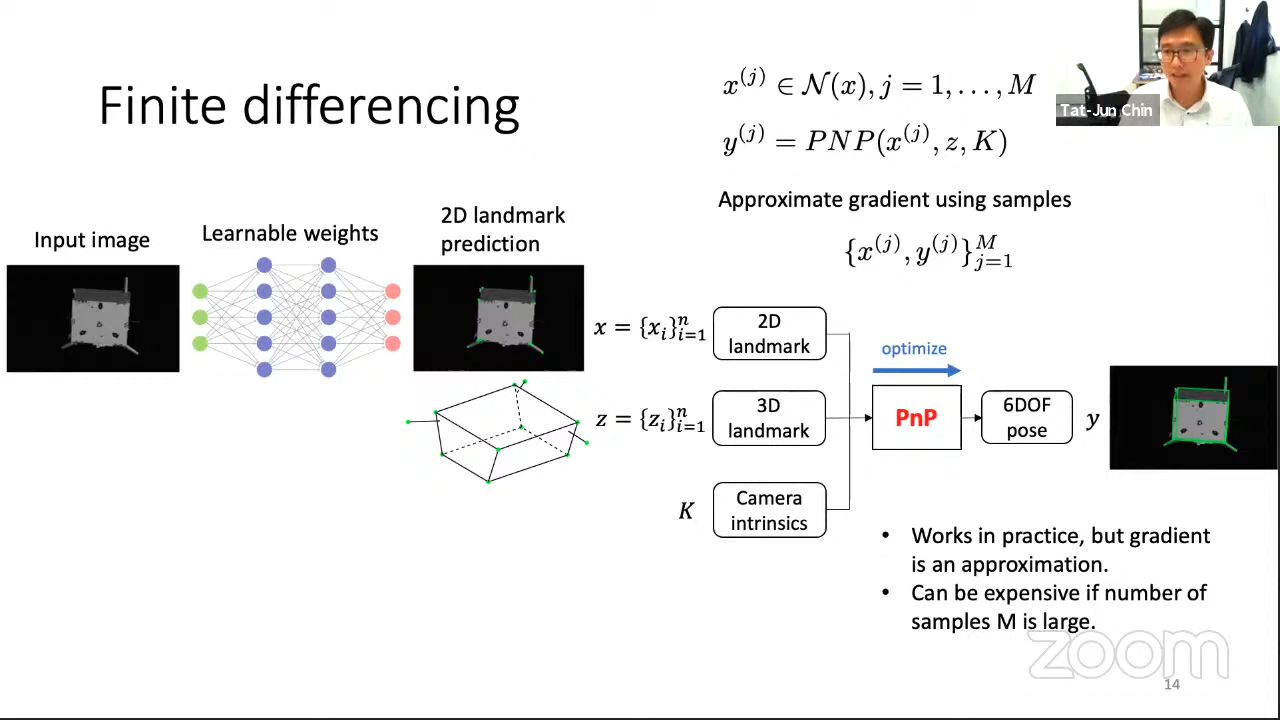 Finite differencing
x^{(j)} ∈ 𝒩(x), j = 1, . . . , M
y^{(j)} = PNP(x^{(j)}, z, K)
Tat-Jun Chin
Approximate gradient using samples
{x^{(j)}, y^{(j)}}_{j=1}^{M}
Input image
Learnable weights
2D landmark
prediction
x = {x_i}_{i=1}^{n}
2D
landmark
optimize
z = {z_i}_{i=1}^{n}
3D
landmark
PnP
6DOF
pose
y
K
Camera
intrinsics
• Works in practice, but gradient
is an approximation.
• Can be expensive if number of
samples M is large.
zoom
14